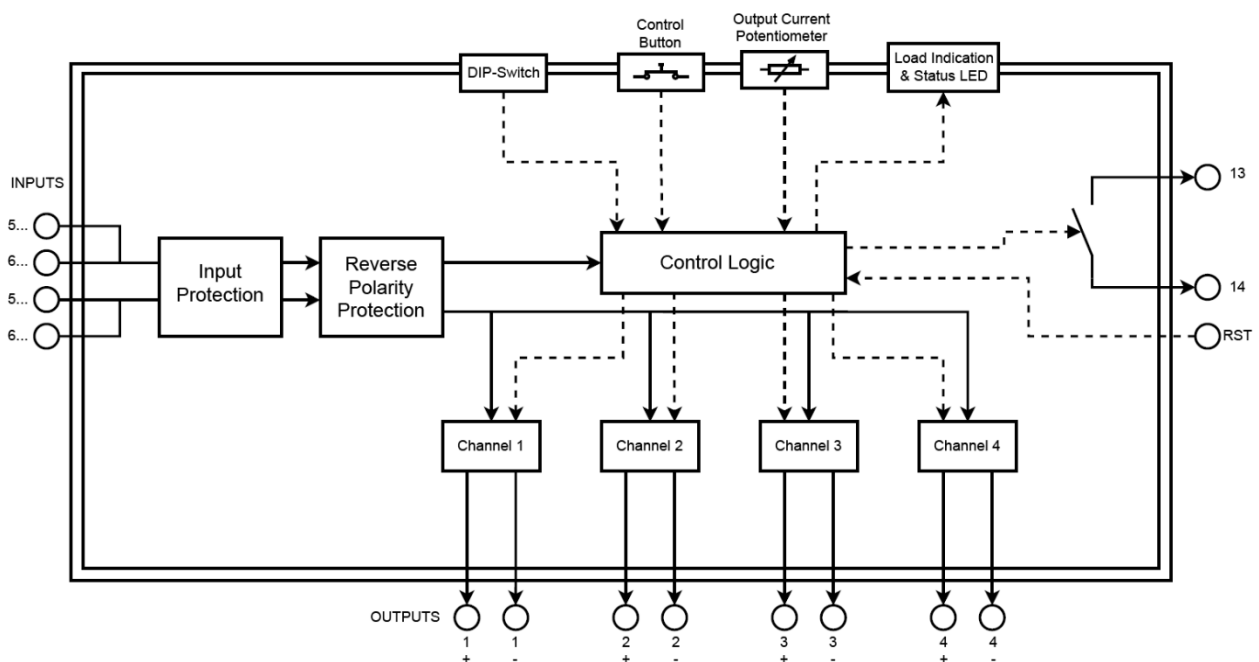 Control
Button
Output Current
Potentiometer
DIP-Switch
Load Indication
& Status LED
INPUTS
5...
6...
5...
6...
Input
Protection
Reverse
Polarity
Protection
Control Logic
13
14
RST
Channel 1
Channel 2
Channel 3
Channel 4
OUTPUTS
1 1 2 2 3 3 4 4
+ - + - + - + -